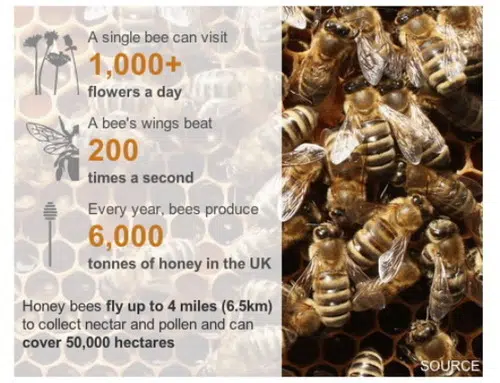 A single bee can visit
1,000+
flowers a day
A bee's wings beat
200
times a second
Every year, bees produce
6,000
tonnes of honey in the UK
Honey bees fly up to 4 miles (6.5km)
to collect nectar and pollen and can
cover 50,000 hectares
SOURCE